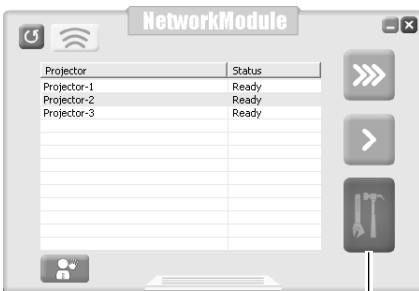 NetworkModule
Projector Status
Projector-1 Ready
Projector-2 Ready
Projector-3 Ready